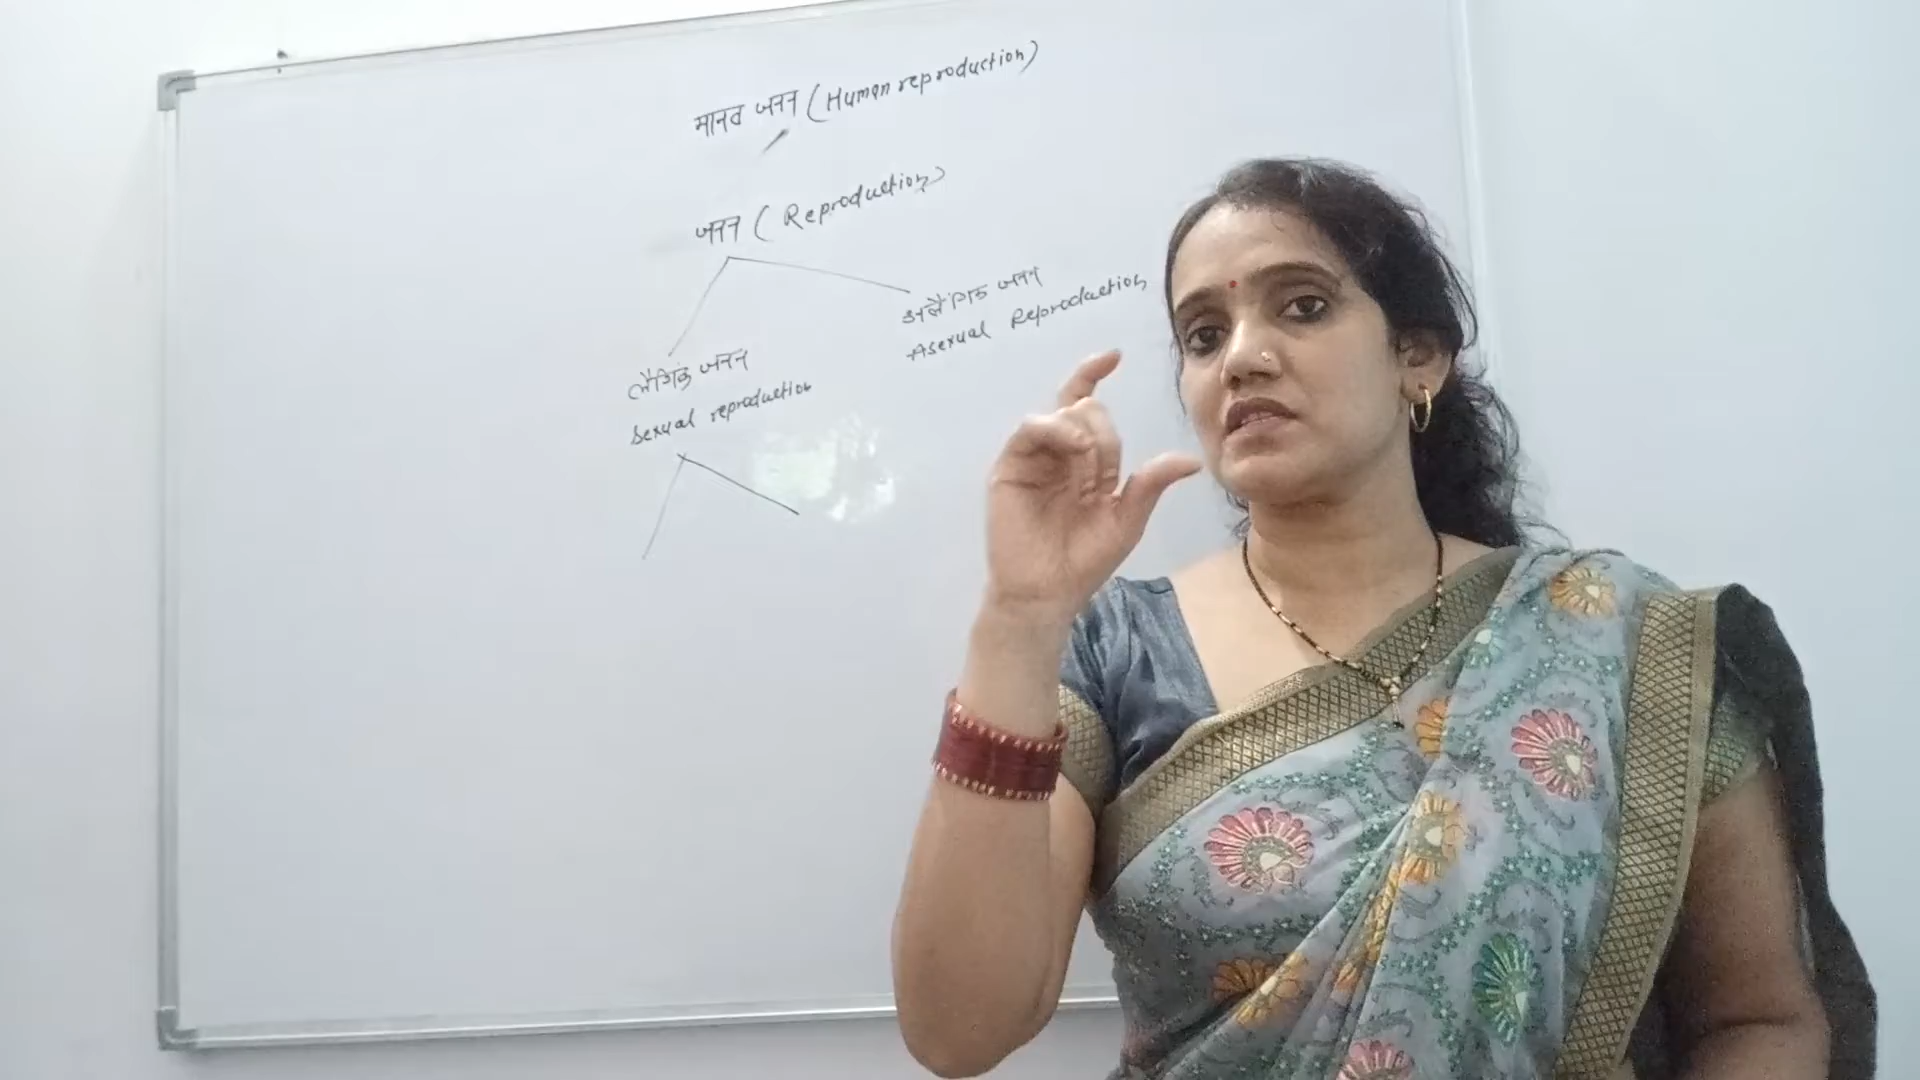 मानव जनन (Human reproduction)
जनन (Reproduction)
अलैंगिक जनन
Asexual Reproduction
लैंगिक जनन
Sexual reproduction